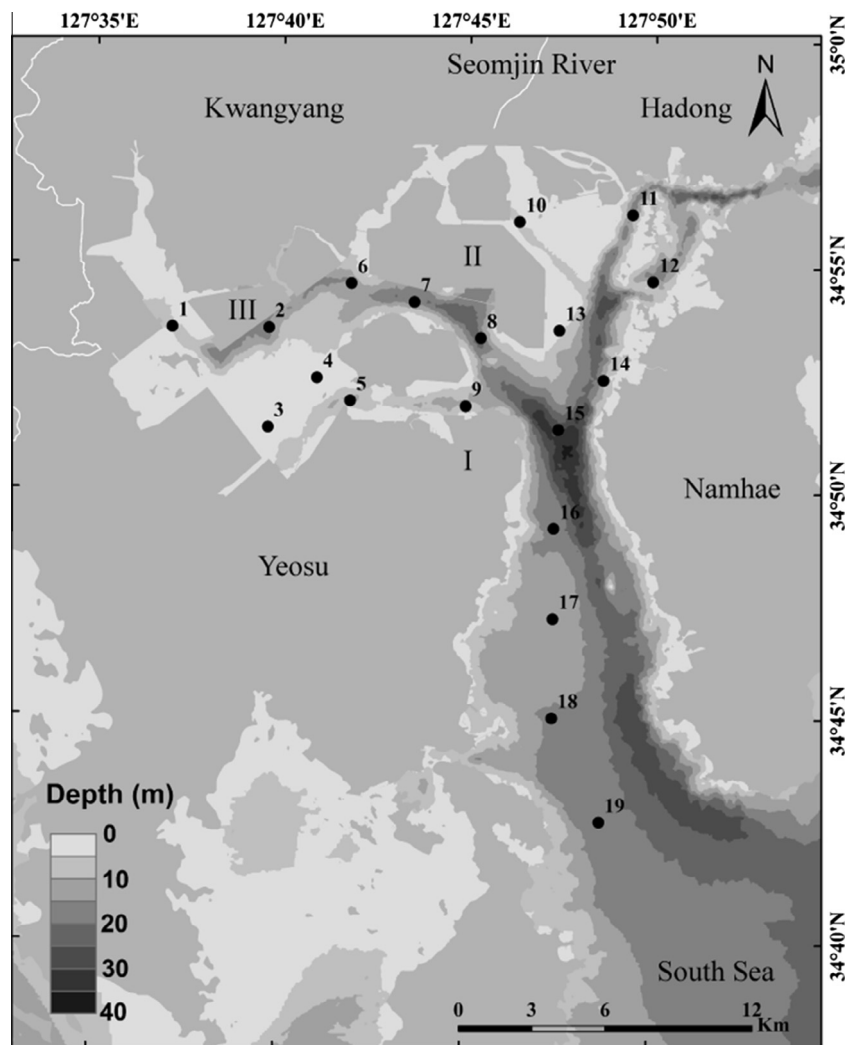 127°35'E 127°40'E 127°45'E 127°50'E
35°0'N
N
Seomjin River
Kwangyang
Hadong
10
11
II
12
34°55'N
6
7
III
1
2
8
13
4
5
9
14
3
15
I
Namhae
34°50'N
16
Yeosu
17
18
34°45'N
Depth (m)
0
10
20
30
40
19
34°40'N
South Sea
0 3 6 12
Km